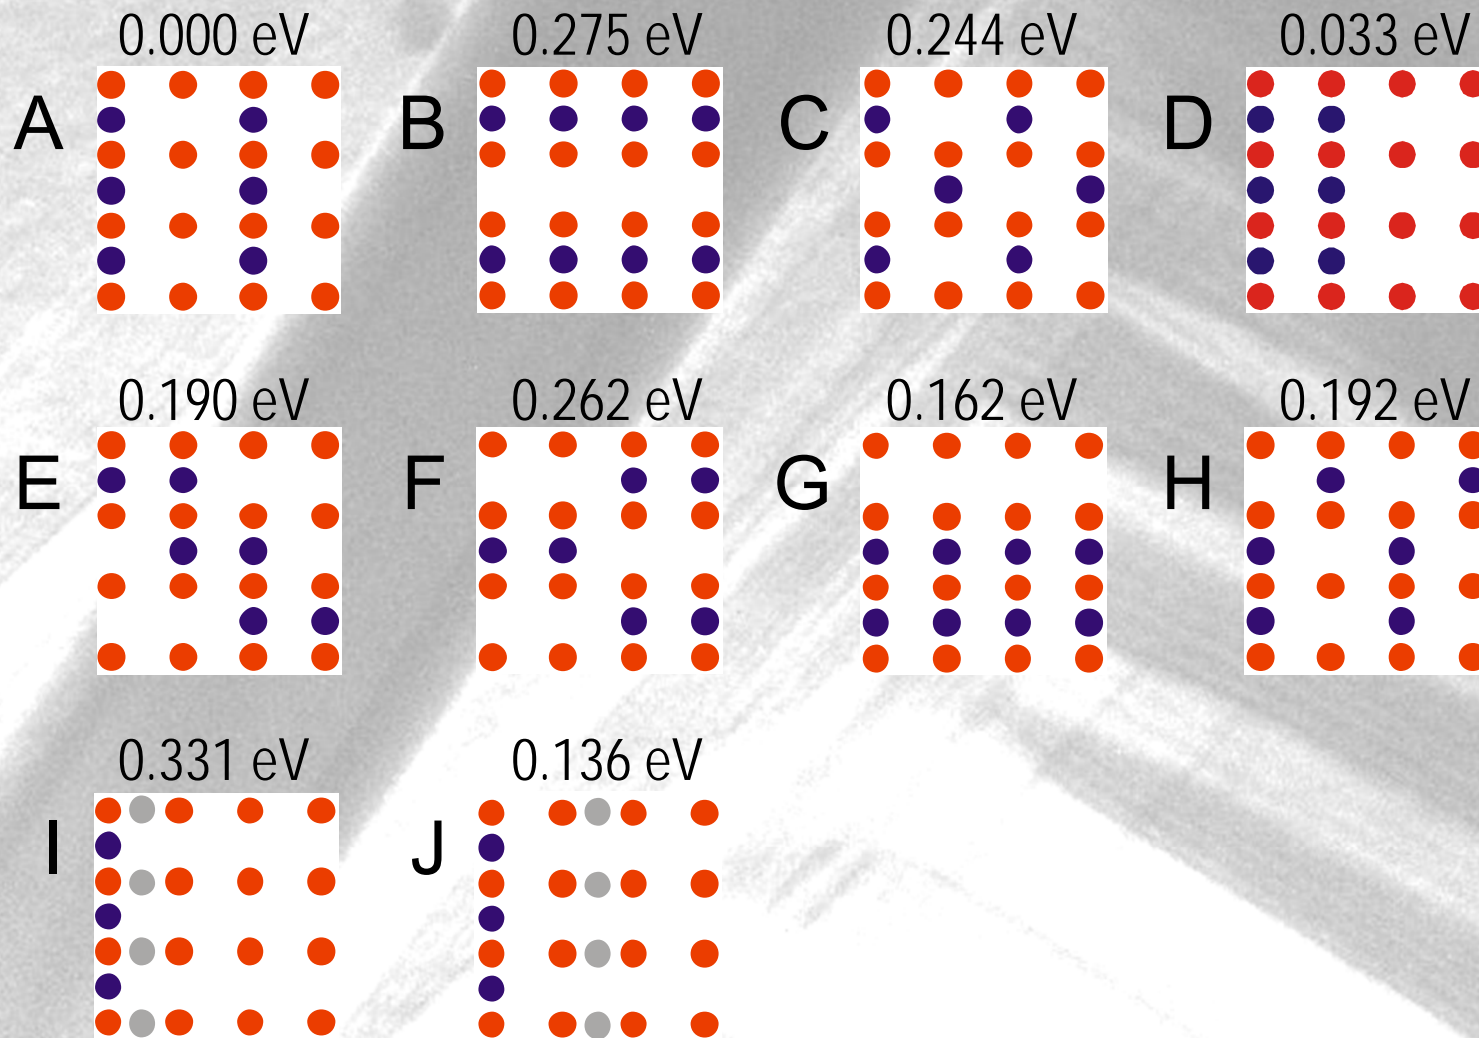 0.000 eV 0.275 eV 0.244 eV 0.033 eV
A B C D
0.190 eV 0.262 eV 0.162 eV 0.192 eV
E F G H
0.331 eV 0.136 eV
I J